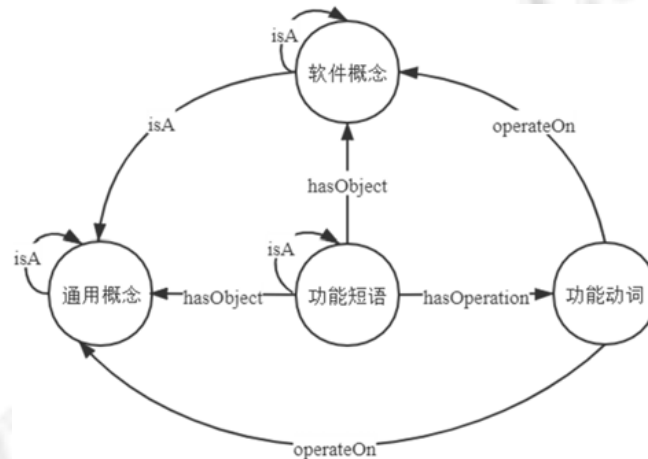 isA
软件概念
isA
operateOn
hasObject
isA
isA
通用概念
hasObject
功能短语
hasOperation
功能动词
operateOn